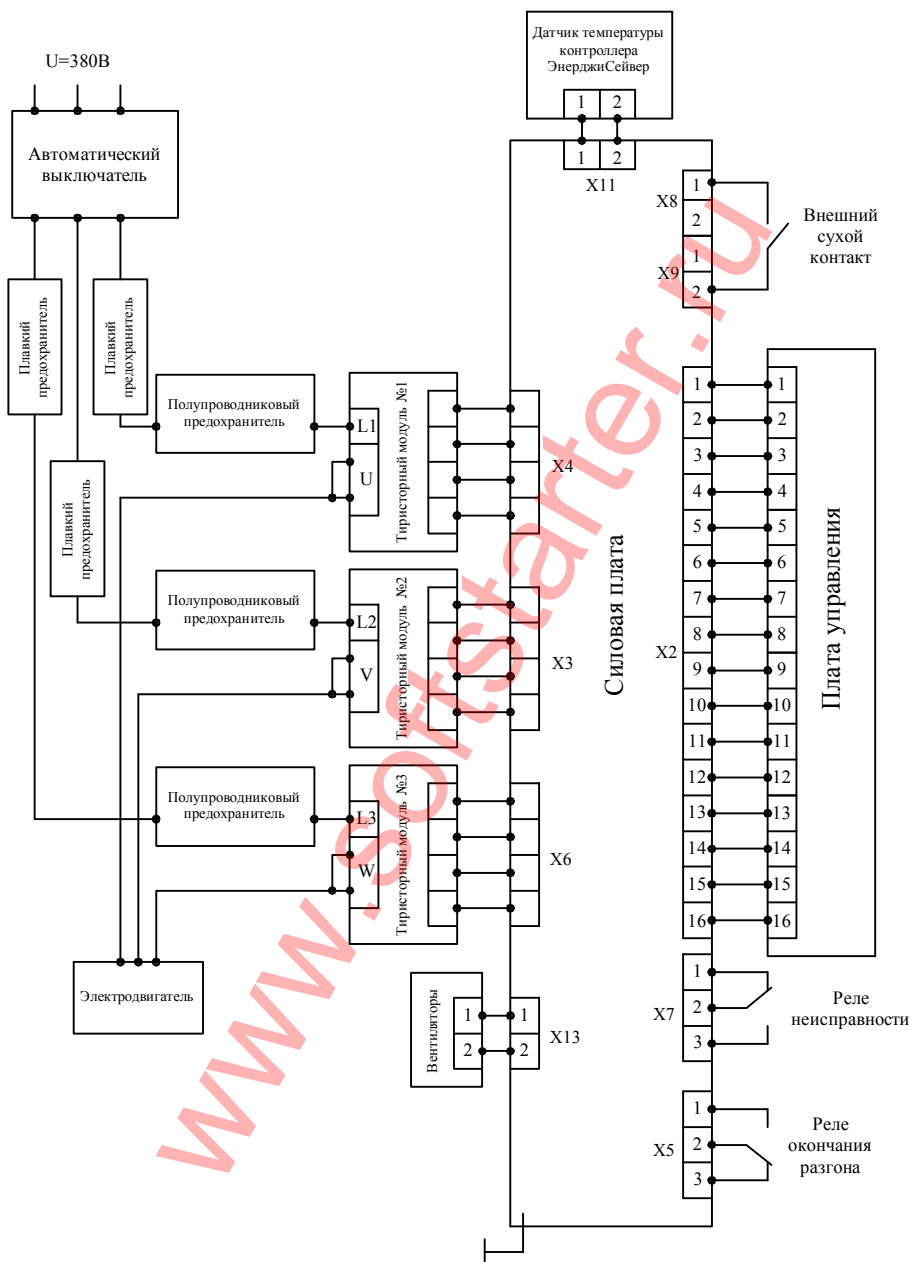 Датчик температуры
контроллера
ЭнерджиСейвер
1 2
1 2
X11
U=380В
Автоматический
выключатель
Плавкий
предохранитель
Плавкий
предохранитель
Плавкий
предохранитель
Полупроводниковый
предохранитель
L1
U
Тиристорный модуль №1
X4
Полупроводниковый
предохранитель
L2
V
Тиристорный модуль №2
X3
Полупроводниковый
предохранитель
L3
W
Тиристорный модуль №3
X6
Электродвигатель
Вентиляторы
1 1
2 2
X13
Силовая плата
X8
1
2
X9
1
2
Внешний
сухой
контакт
X2
1 1
2 2
3 3
4 4
5 5
6 6
7 7
8 8
9 9
10 10
11 11
12 12
13 13
14 14
15 15
16 16
Плата управления
X7
1
2
3
Реле
неисправности
X5
1
2
3
Реле
окончания
разгона
www.softstarter.ru